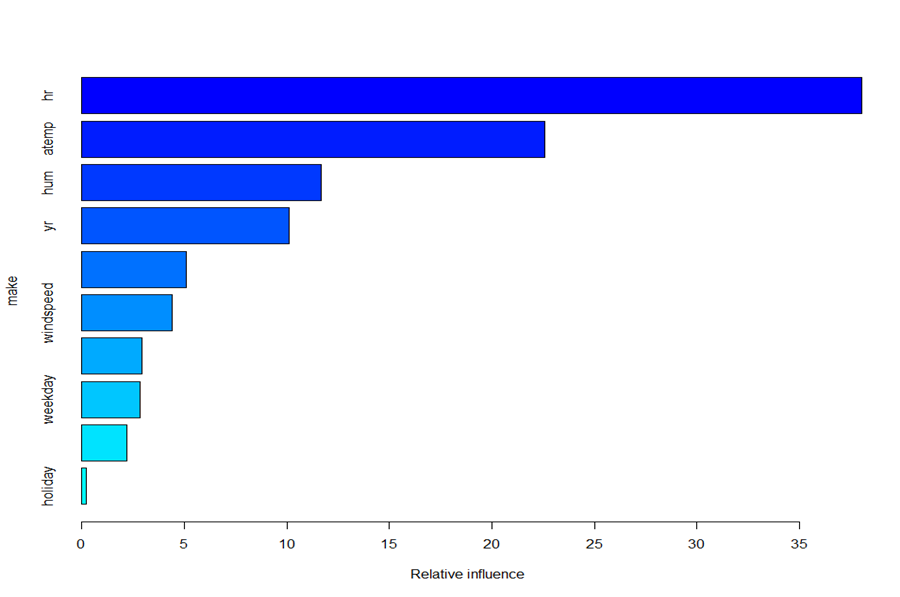 make
hr
atemp
hum
yr
windspeed
weekday
holiday
0 5 10 15 20 25 30 35
Relative influence